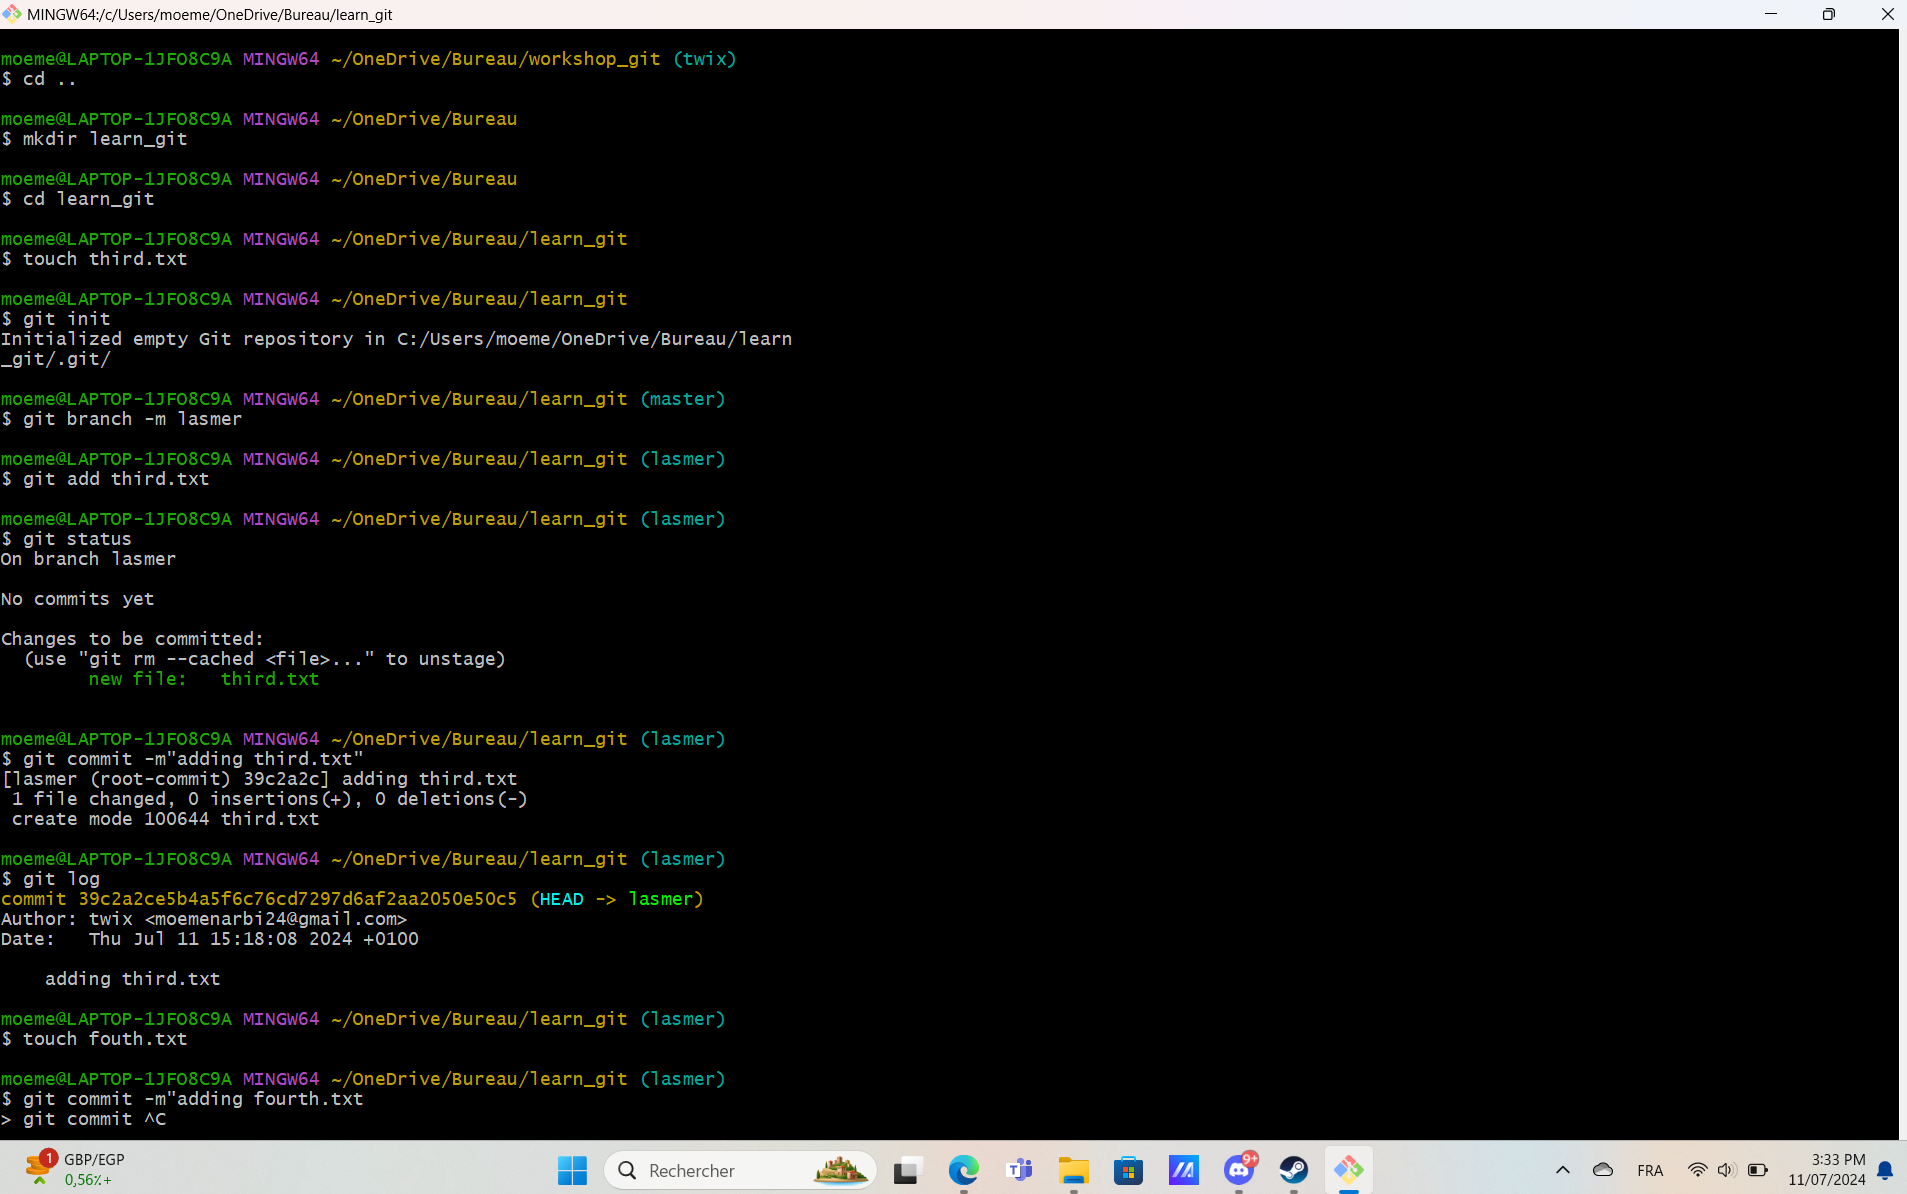 MINGW64:/c/Users/moeme/OneDrive/Bureau/learn_git
moeme@LAPTOP-1JFO8C9A MINGW64 ~/OneDrive/Bureau/workshop_git (twix)
$ cd ..
moeme@LAPTOP-1JFO8C9A MINGW64 ~/OneDrive/Bureau
$ mkdir learn_git
moeme@LAPTOP-1JFO8C9A MINGW64 ~/OneDrive/Bureau
$ cd learn_git
moeme@LAPTOP-1JFO8C9A MINGW64 ~/OneDrive/Bureau/learn_git
$ touch third.txt
moeme@LAPTOP-1JFO8C9A MINGW64 ~/OneDrive/Bureau/learn_git
$ git init
Initialized empty Git repository in C:/Users/moeme/OneDrive/Bureau/learn
_git/.git/
moeme@LAPTOP-1JFO8C9A MINGW64 ~/OneDrive/Bureau/learn_git (master)
$ git branch -m lasmer
moeme@LAPTOP-1JFO8C9A MINGW64 ~/OneDrive/Bureau/learn_git (lasmer)
$ git add third.txt
moeme@LAPTOP-1JFO8C9A MINGW64 ~/OneDrive/Bureau/learn_git (lasmer)
$ git status
On branch lasmer
No commits yet
Changes to be committed:
  (use "git rm --cached <file>..." to unstage)
        new file:   third.txt
moeme@LAPTOP-1JFO8C9A MINGW64 ~/OneDrive/Bureau/learn_git (lasmer)
$ git commit -m"adding third.txt"
[lasmer (root-commit) 39c2a2c] adding third.txt
 1 file changed, 0 insertions(+), 0 deletions(-)
 create mode 100644 third.txt
moeme@LAPTOP-1JFO8C9A MINGW64 ~/OneDrive/Bureau/learn_git (lasmer)
$ git log
commit 39c2a2ce5b4a5f6c76cd7297d6af2aa2050e50c5 (HEAD -> lasmer)
Author: twix <moemenarbi24@gmail.com>
Date:   Thu Jul 11 15:18:08 2024 +0100
    adding third.txt
moeme@LAPTOP-1JFO8C9A MINGW64 ~/OneDrive/Bureau/learn_git (lasmer)
$ touch fouth.txt
moeme@LAPTOP-1JFO8C9A MINGW64 ~/OneDrive/Bureau/learn_git (lasmer)
$ git commit -m"adding fourth.txt
> git commit ^C
1
GBP/EGP
0,56%+
Rechercher
9+
FRA
3:33 PM
11/07/2024